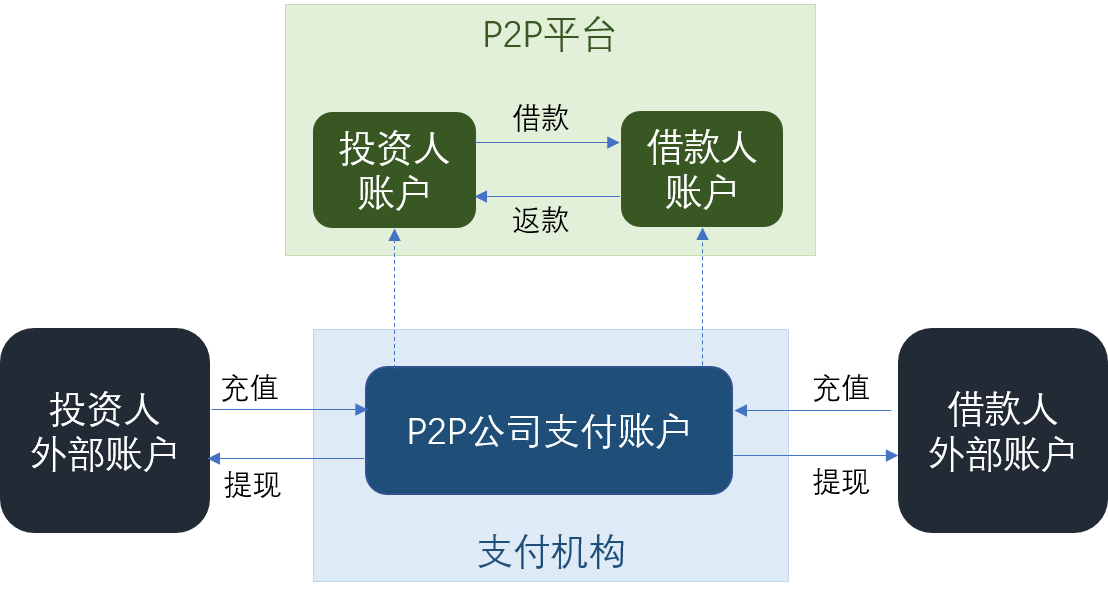 P2P平台
投资人
账户
借款
返款
借款人
账户
投资人
外部账户
充值
提现
P2P公司支付账户
充值
提现
借款人
外部账户
支付机构